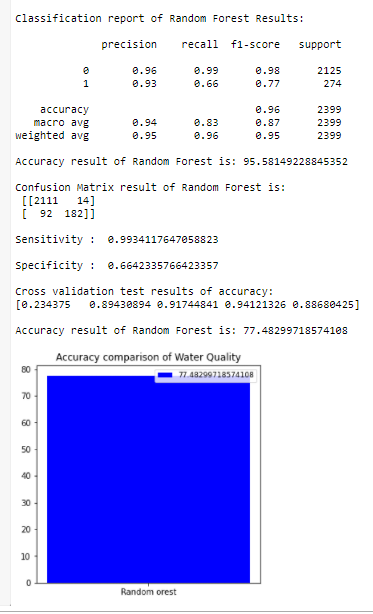 Classification report of Random Forest Results:
precision recall f1-score support
0 0.96 0.99 0.98 2125
1 0.93 0.66 0.77 274
accuracy 0.96 2399
macro avg 0.94 0.83 0.87 2399
weighted avg 0.95 0.96 0.95 2399
Accuracy result of Random Forest is: 95.58149228845352
Confusion Matrix result of Random Forest is:
[[2111 14]
[ 92 182]]
Sensitivity : 0.9934117647058823
Specificity : 0.6642335766423357
Cross validation test results of accuracy:
[0.234375 0.89430894 0.91744841 0.94121326 0.88680425]
Accuracy result of Random Forest is: 77.48299718574108
Accuracy comparison of Water Quality
77.48299718574108
80
70
60
50
40
30
20
10
0
Random orest